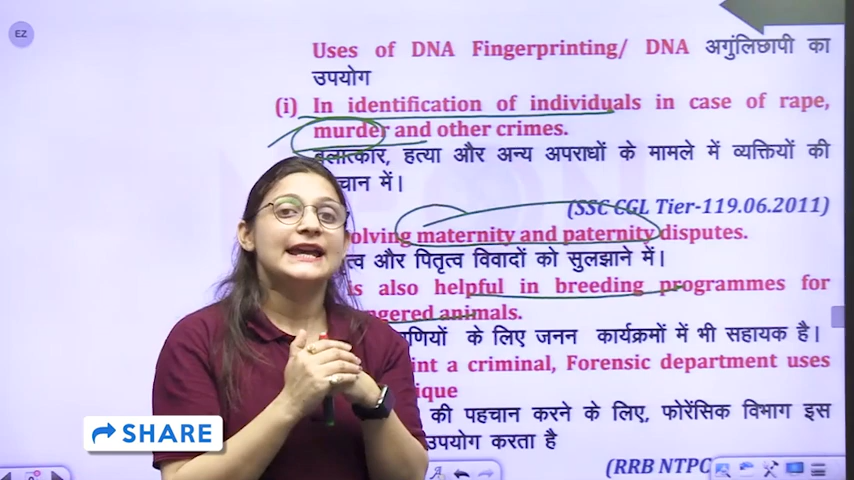 EZ
Uses of DNA Fingerprinting/ DNA अगुंलिछापी का
उपयोग
(i) In identification of individuals in case of rape,
murder and other crimes.
बलात्कार, हत्या और अन्य अपराधों के मामले में व्यक्तियों की
चान में।
(SSC CGL Tier-119.06.2011)
olving maternity and paternity disputes.
त्व और पितृत्व विवादों को सुलझाने में।
is also helpful in breeding programmes for
ngered animals.
णियों के लिए जनन कार्यक्रमों में भी सहायक है।
int a criminal, Forensic department uses
ique
की पहचान करने के लिए, फोरेंसिक विभाग इस
उपयोग करता है
(RRB NTPC
SHARE